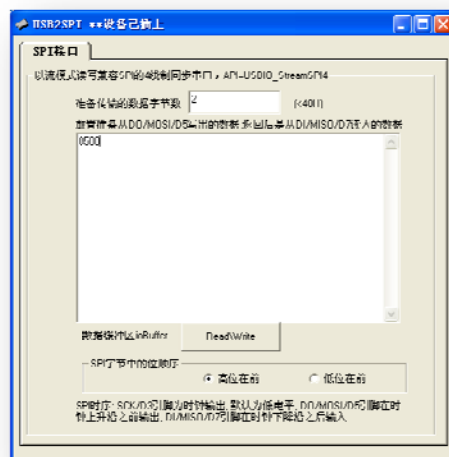 USB2SPI **设备已插上
SPI接口
以流模式读写兼容SPI的4线制同步串口，API=USBIO_StreamSPI4
准备传输的数据字节数 2 (<400H)
前置准备从DO/MOSI/D5写出的数据,返回后是从DI/MISO/D7读入的数据
0500
数据缓冲区ioBuffer Read\Write
SPI字节中的位顺序
高位在前 低位在前
SPI时序: SCK/D3引脚为时钟输出, 默认为低电平, DO/MOSI/D5引脚在时
钟上升沿之前输出, DI/MISO/D7引脚在时钟下降沿之后输入